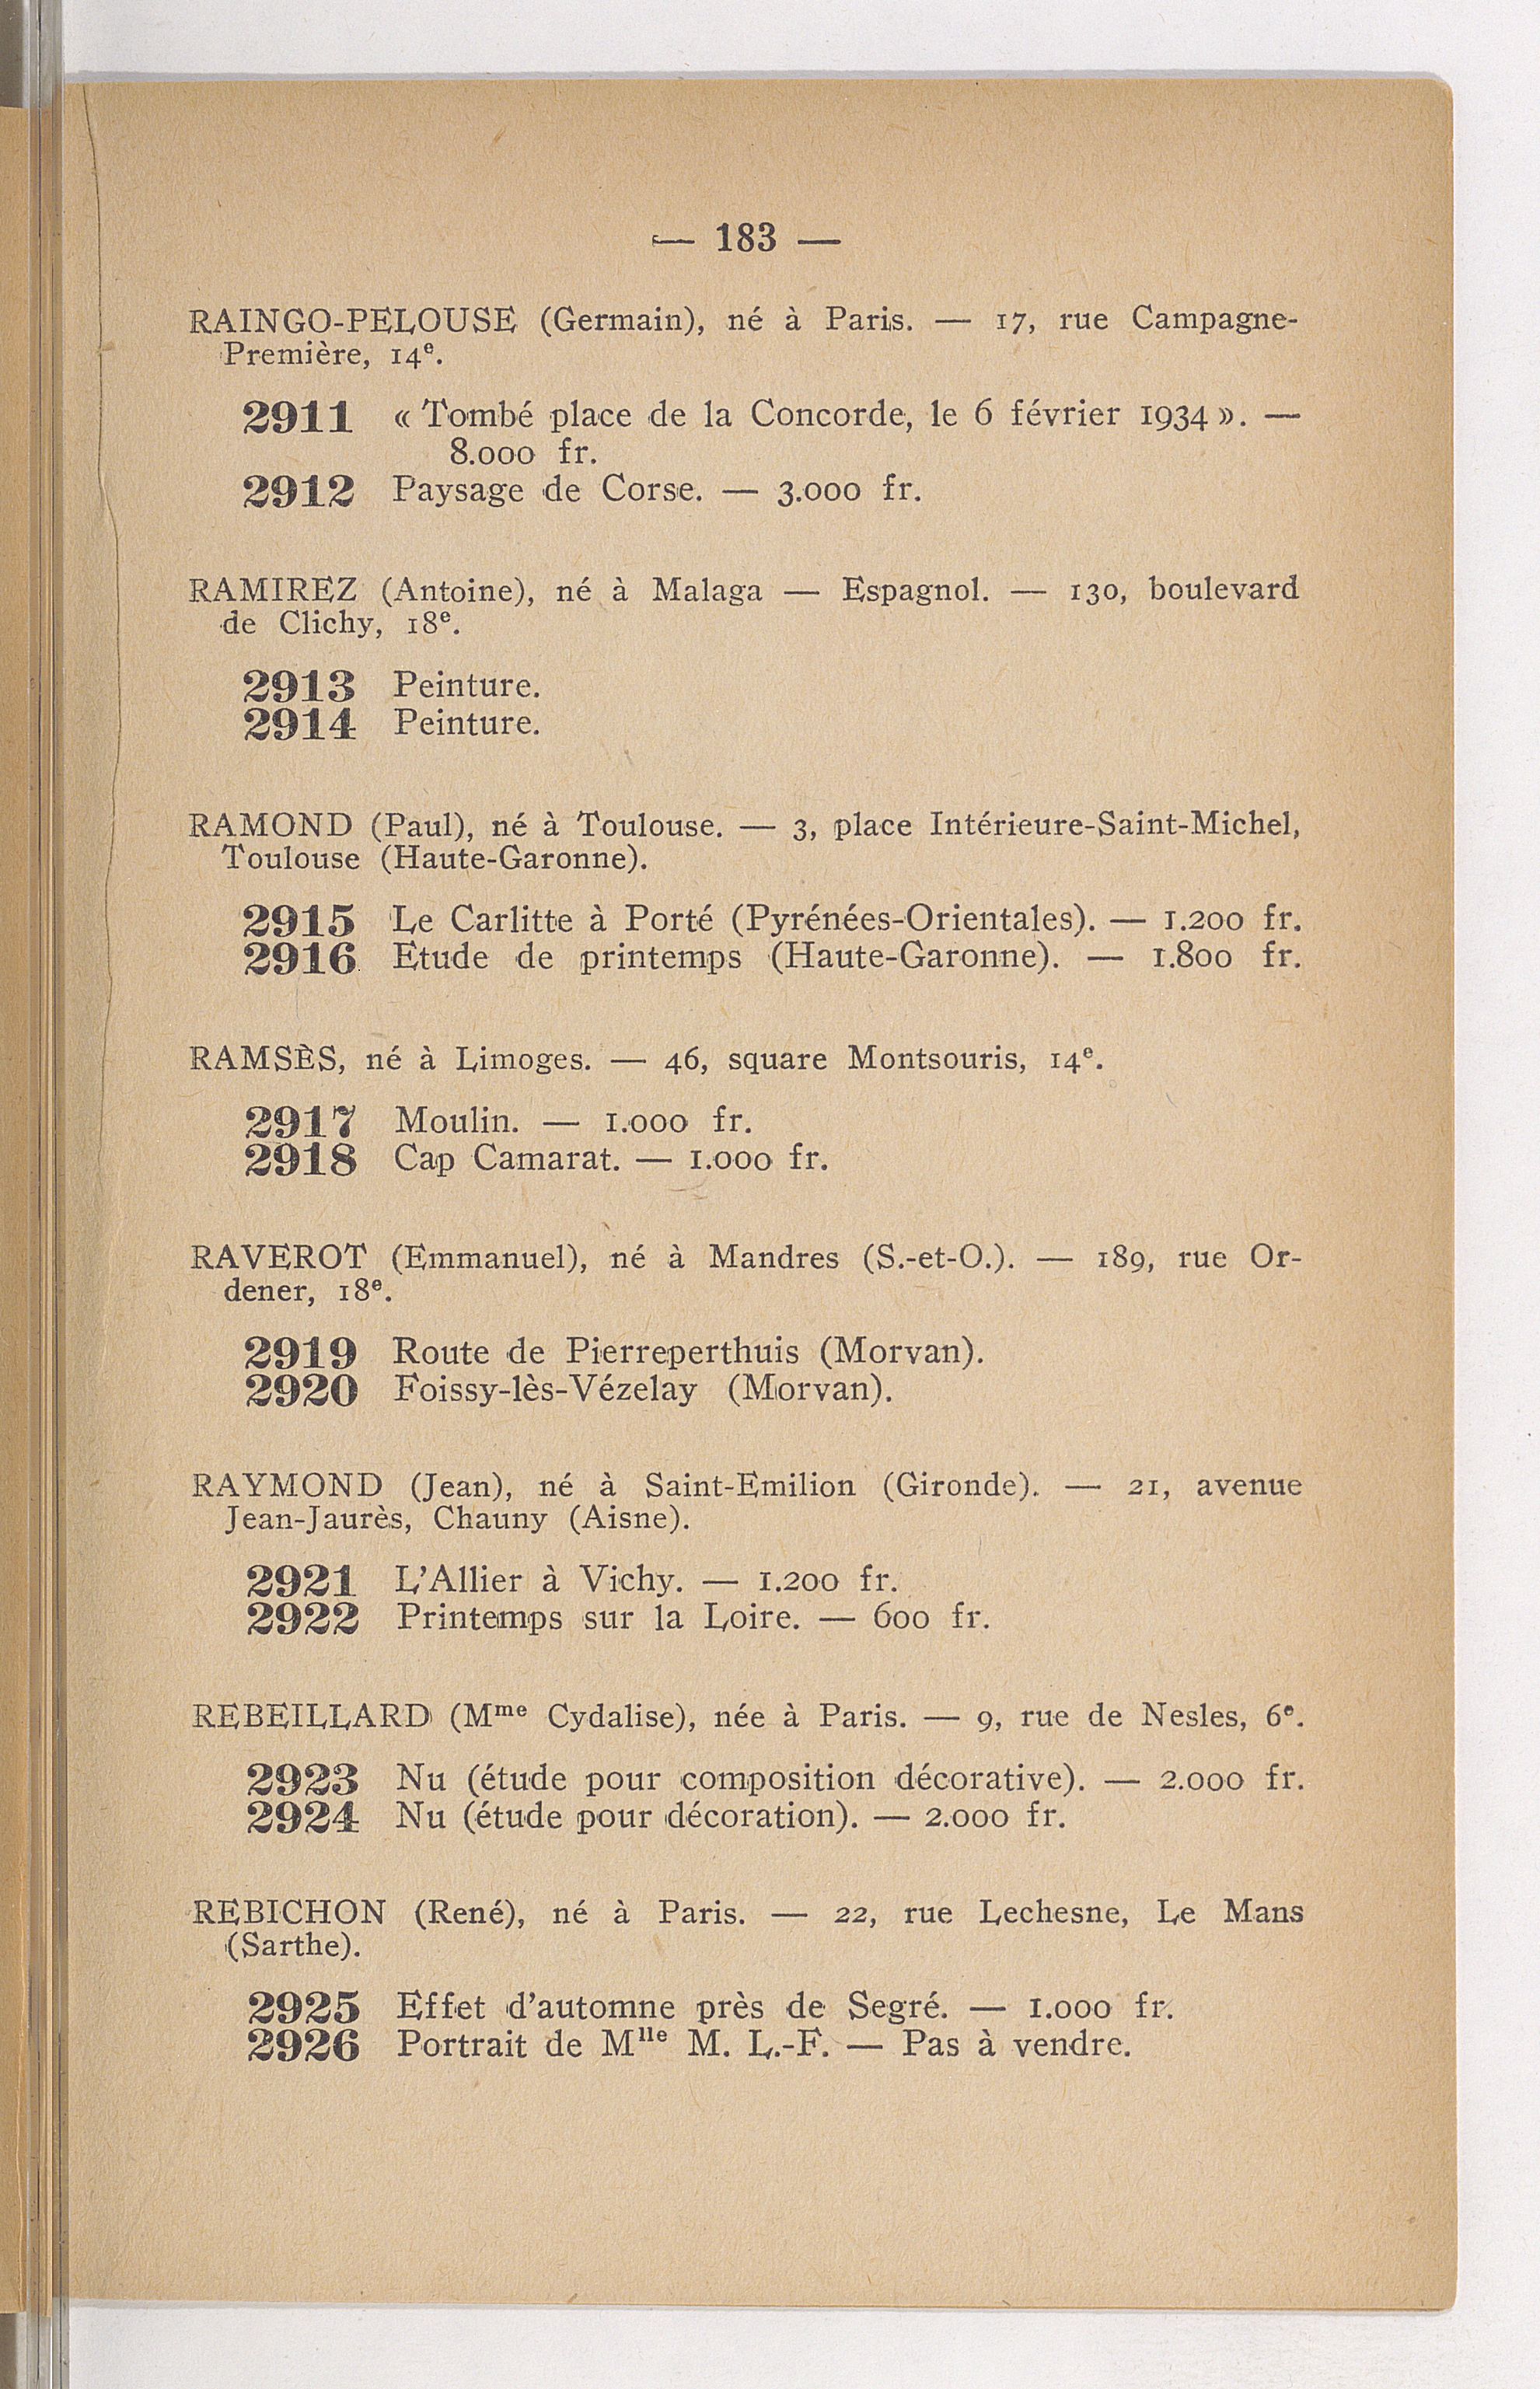 — 183 —
RAINGO-PELOUSE (Germain), né à Paris. — 17, rue Campagne-
Première, 14e.
2911 « Tombé place de la Concorde, le 6 février 1934 ». —
8.000 fr.
2912 Paysage de Corse. — 3.000 fr.
RAMIREZ (Antoine), né à Malaga — Espagnol. — 130, boulevard
de Clichy, 18e.
2913 Peinture.
2914 Peinture.
RAMOND (Paul), né à Toulouse. — 3, place Intérieure-Saint-Michel,
Toulouse (Haute-Garonne).
2915 Le Carlitte à Porté (Pyrénées-Orientales). — 1.200 fr.
2916 Etude de printemps (Haute-Garonne). — 1.800 fr.
RAMSÈS, né à Limoges. — 46, square Montsouris, 14e.
2917 Moulin. — 1.000 fr.
2918 Cap Camarat. — 1.000 fr.
RAVEROT (Emmanuel), né à Mandres (S.-et-O.). — 189, rue Or-
dener, 18e.
2919 Route de Pierreperthuis (Morvan).
2920 Foissy-lès-Vézelay (Morvan).
RAYMOND (Jean), né à Saint-Emilion (Gironde). — 21, avenue
Jean-Jaurès, Chauny (Aisne).
2921 L'Allier à Vichy. — 1.200 fr.
2922 Printemps sur la Loire. — 600 fr.
REBEILLARD (Mme Cydalise), née à Paris. — 9, rue de Nesles, 6e.
2923 Nu (étude pour composition décorative). — 2.000 fr.
2924 Nu (étude pour décoration). — 2.000 fr.
REBICHON (René), né à Paris. — 22, rue Lechesne, Le Mans
(Sarthe).
2925 Effet d'automne près de Segré. — 1.000 fr.
2926 Portrait de Mlle M. L.-F. — Pas à vendre.